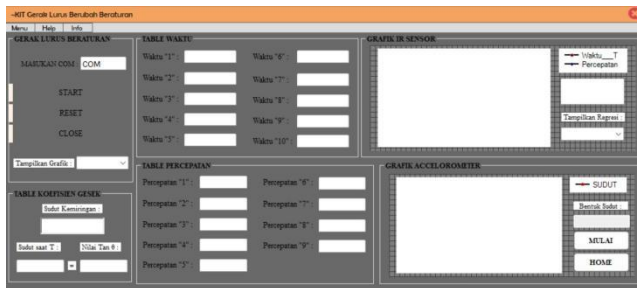 ~KIT Gerak Lurus Berubah Beraturan
Menu Help Info
GERAK LURUS BERATURAN
MASUKAN COM : COM
START
RESET
CLOSE
Tampilkan Grafik :
TABLE KOEFISIEN GESEK
Sudut Kemiringan :
Sudut saat T : Nilai Tan θ :
=
TABLE WAKTU
Waktu "1" : Waktu "6" :
Waktu "2" : Waktu "7" :
Waktu "3" : Waktu "8" :
Waktu "4" : Waktu "9" :
Waktu "5" : Waktu "10" :
TABLE PERCEPATAN
Percepatan "1" : Percepatan "6" :
Percepatan "2" : Percepatan "7" :
Percepatan "3" : Percepatan "8" :
Percepatan "4" : Percepatan "9" :
Percepatan "5" :
GRAFIK IR SENSOR
Waktu___T
Percepatan
Tampilkan Regresi :
GRAFIK ACCELOROMETER
SUDUT
Bentuk Sudut :
MULAI
HOME